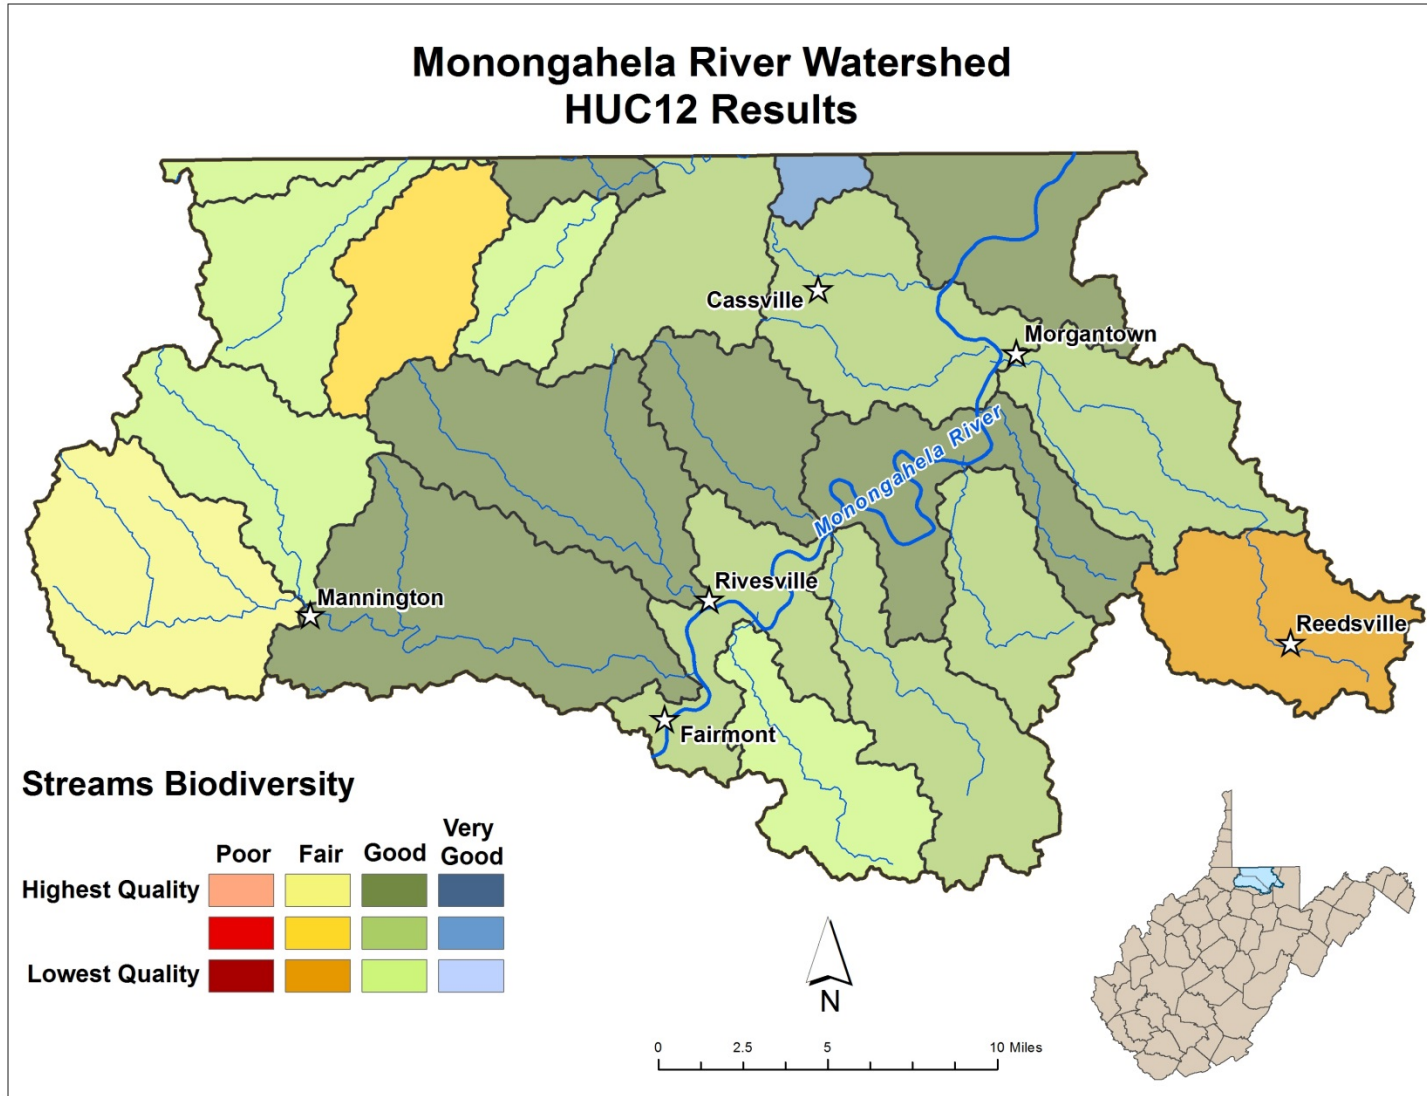 Monongahela River Watershed
HUC12 Results
Cassville
Morgantown
Monongahela River
Rivesville
Mannington
Reedsville
Fairmont
Streams Biodiversity
Poor Fair Good Very Good
Highest Quality
Lowest Quality
N
0 2.5 5 10 Miles